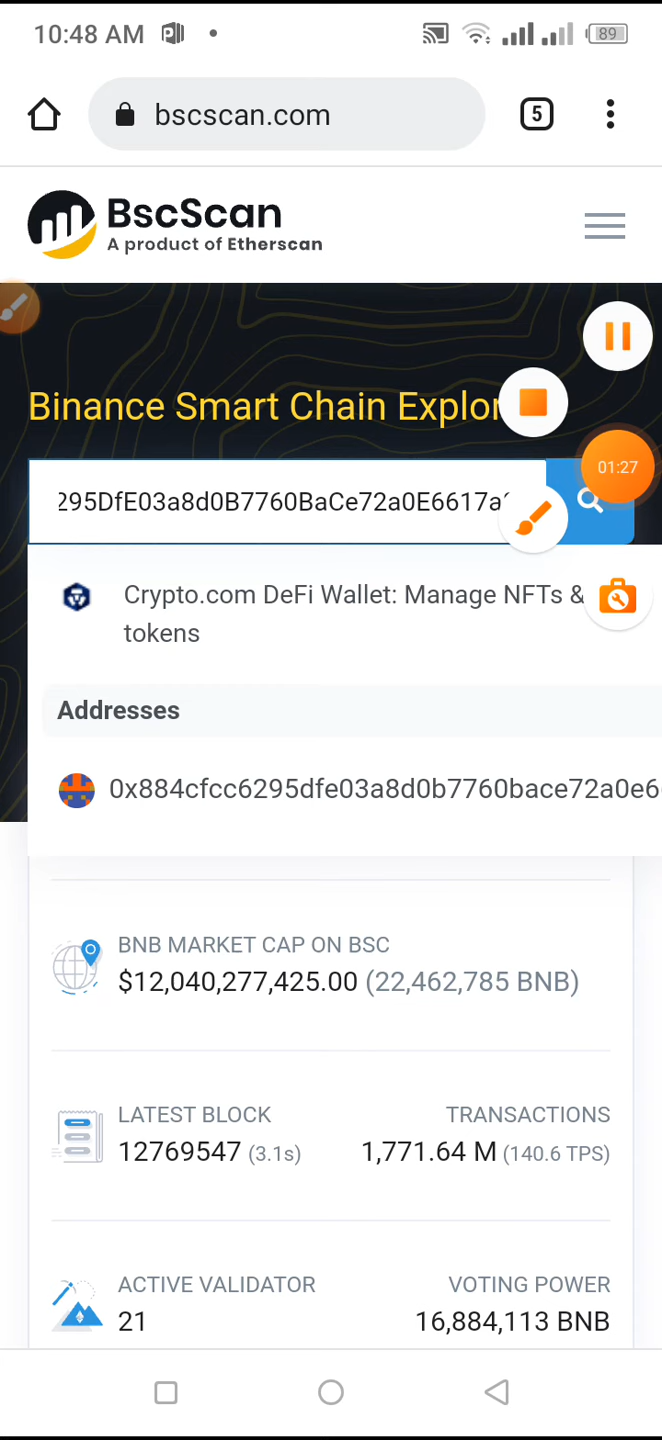 10:48 AM
89
bscscan.com
5
BscScan
A product of Etherscan
Binance Smart Chain Explor
295DfE03a8d0B7760BaCe72a0E6617a
01:27
Crypto.com DeFi Wallet: Manage NFTs &
tokens
Addresses
0x884cfcc6295dfe03a8d0b7760bace72a0e6
BNB MARKET CAP ON BSC
$12,040,277,425.00 (22,462,785 BNB)
LATEST BLOCK
TRANSACTIONS
12769547 (3.1s)
1,771.64 M (140.6 TPS)
ACTIVE VALIDATOR
VOTING POWER
21
16,884,113 BNB